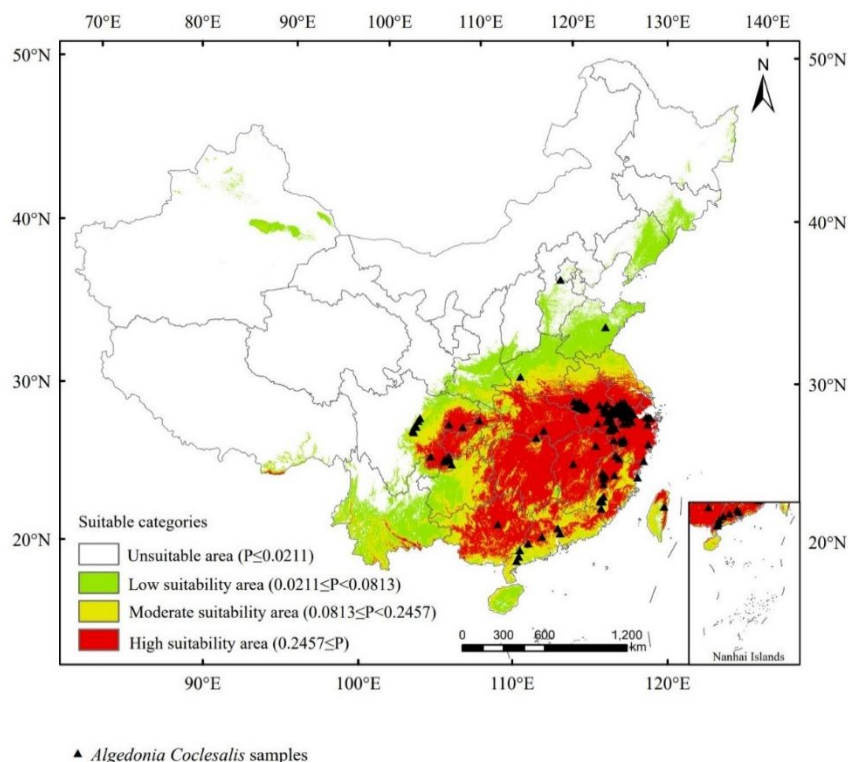 70°E 80°E 90°E 100°E 110°E 120°E 130°E 140°E
50°N 50°N
N
40°N 40°N
30°N 30°N
Suitable categories
20°N 20°N
Unsuitable area (P≤0.0211)
Low suitability area (0.0211≤P<0.0813)
Moderate suitability area (0.0813≤P<0.2457)
High suitability area (0.2457≤P)
0 300 600 1,200
km
Nanhai Islands
90°E 100°E 110°E 120°E
Algedonia Coclesalis samples